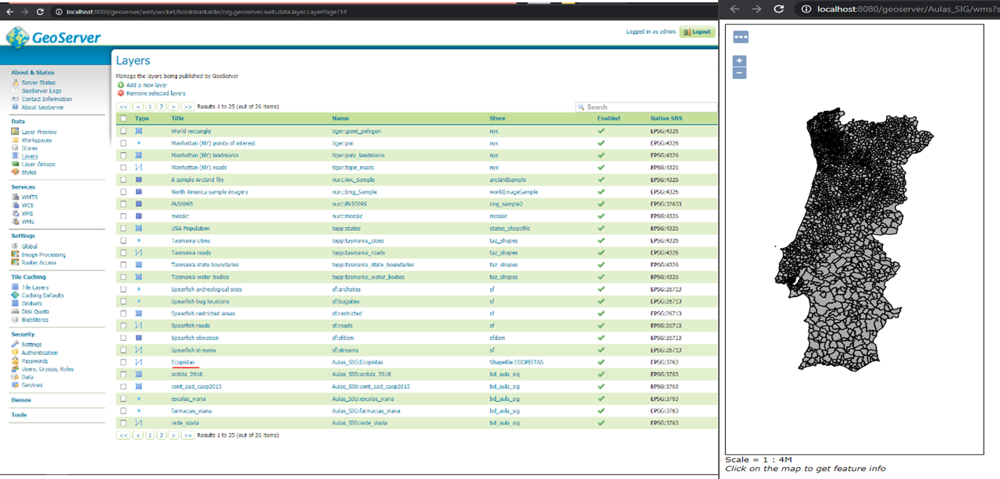 localhost:8080/geoserver/web/wicket/bookmarkable/org.geoserver.web.data.layer.LayerPage?14
GeoServer
Logged in as admin.
Logout
About & Status
Server Status
GeoServer Logs
Contact Information
About GeoServer
Data
Layer Preview
Workspaces
Stores
Layers
Layer Groups
Styles
Services
WMTS
WCS
WFS
WMS
Settings
Global
Image Processing
Raster Access
Tile Caching
Tile Layers
Caching Defaults
Gridsets
Disk Quota
BlobStores
Security
Settings
Authentication
Passwords
Users, Groups, Roles
Data
Services
Demos
Tools
Layers
Manage the layers being published by GeoServer
Add a new layer
Remove selected layers
<< < 1 2 > >> Results 1 to 25 (out of 26 items)
Search
Type Title Name Store Enabled Native SRS
World rectangle tiger:giant_polygon nyc EPSG:4326
Manhattan (NY) points of interest tiger:poi nyc EPSG:4326
Manhattan (NY) landmarks tiger:poly_landmarks nyc EPSG:4326
Manhattan (NY) roads tiger:tiger_roads nyc EPSG:4326
A sample ArcGrid file nurc:Arc_Sample arcGridSample EPSG:4326
North America sample imagery nurc:Img_Sample worldImageSample EPSG:4326
Pk50095 nurc:Pk50095 img_sample2 EPSG:32633
mosaic nurc:mosaic mosaic EPSG:4326
USA Population topp:states states_shapefile EPSG:4326
Tasmania cities topp:tasmania_cities taz_shapes EPSG:4326
Tasmania roads topp:tasmania_roads taz_shapes EPSG:4326
Tasmania state boundaries topp:tasmania_state_boundaries taz_shapes EPSG:4326
Tasmania water bodies topp:tasmania_water_bodies taz_shapes EPSG:4326
Spearfish archeological sites sf:archsites sf EPSG:26713
Spearfish bug locations sf:bugsites sf EPSG:26713
Spearfish restricted areas sf:restricted sf EPSG:26713
Spearfish roads sf:roads sf EPSG:26713
Spearfish elevation sf:sfdem sfdem EPSG:26713
Spearfish streams sf:streams sf EPSG:26713
Ecopistas Aulas_SIG:Ecopistas Shapefile ECOPISTAS EPSG:3763
ardida_2018 Aulas_SIG:ardida_2018 bd_aula_sig EPSG:3763
cont_aad_caop2015 Aulas_SIG:cont_aad_caop2015 bd_aula_sig EPSG:3763
escolas_viana Aulas_SIG:escolas_viana bd_aula_sig EPSG:3763
farmacias_viana Aulas_SIG:farmacias_viana bd_aula_sig EPSG:3763
rede_viaria Aulas_SIG:rede_viaria bd_aula_sig EPSG:3763
<< < 1 2 > >> Results 1 to 25 (out of 26 items)
localhost:8080/geoserver/Aulas_SIG/wms?s
+
−
Scale = 1 : 4M
Click on the map to get feature info